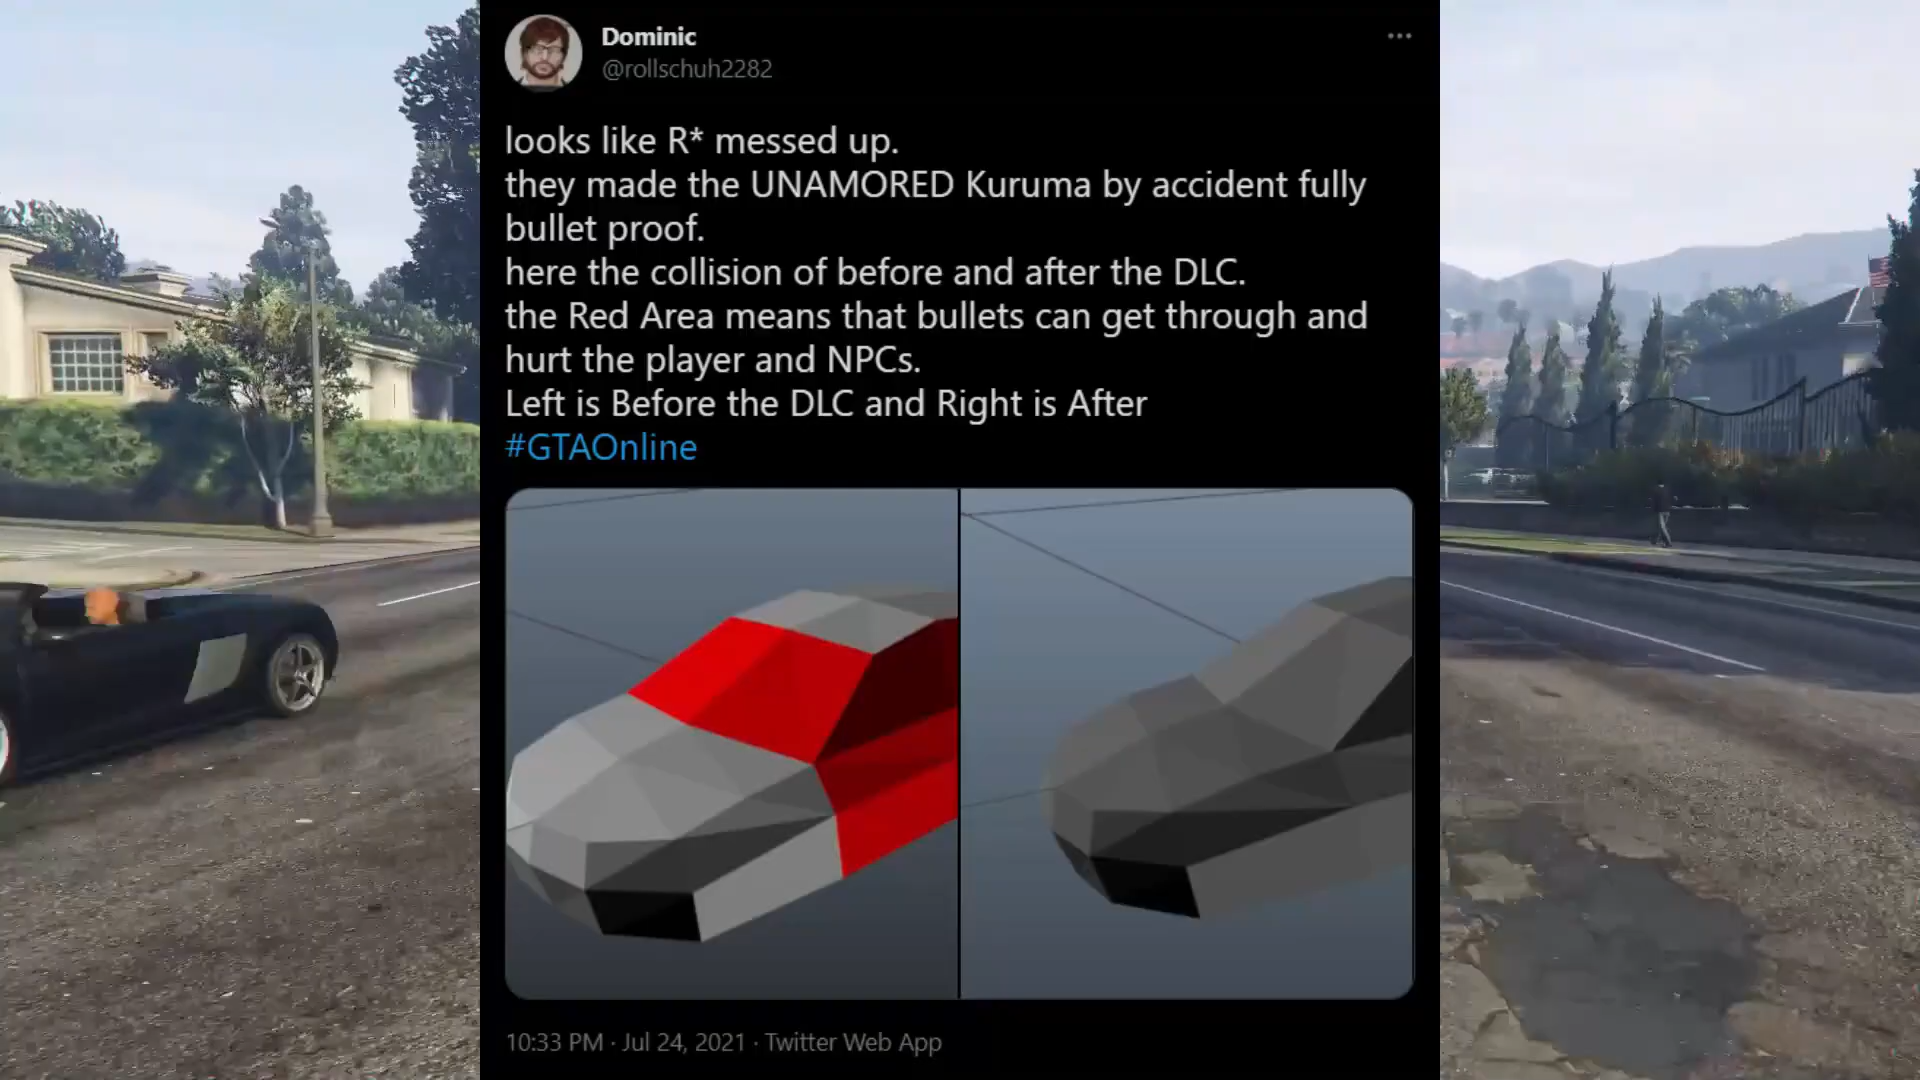 Dominic
@rollschuh2282
looks like R* messed up.
they made the UNAMORED Kuruma by accident fully
bullet proof.
here the collision of before and after the DLC.
the Red Area means that bullets can get through and
hurt the player and NPCs.
Left is Before the DLC and Right is After
#GTAOnline
10:33 PM · Jul 24, 2021 · Twitter Web App